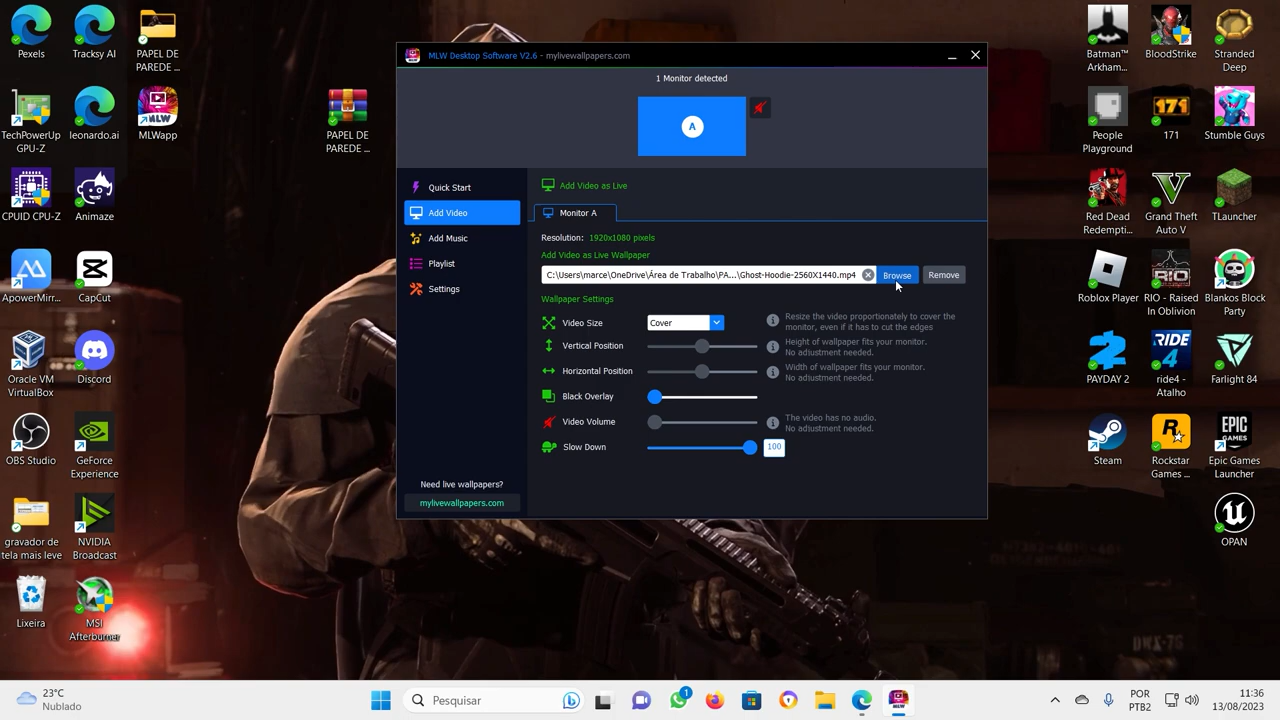 Pexels
Tracksy AI
PAPEL DE
PAREDE ...
TechPowerUp
GPU-Z
leonardo.ai
MLWapp
PAPEL DE
PAREDE ...
CPUID CPU-Z
Animaze
ApowerMirr...
CapCut
Oracle VM
VirtualBox
Discord
OBS Studio
GeForce
Experience
gravador de
tela mais leve
NVIDIA
Broadcast
Lixeira
MSI
Afterburner
MLW Desktop Software V2.6 - mylivewallpapers.com
1 Monitor detected
A
Quick Start
Add Video
Add Music
Playlist
Settings
Need live wallpapers?
mylivewallpapers.com
Add Video as Live
Monitor A
Resolution: 1920x1080 pixels
Add Video as Live Wallpaper
C:\Users\marce\OneDrive\Área de Trabalho\PA...\Ghost-Hoodie-2560X1440.mp4
Browse
Remove
Wallpaper Settings
Video Size
Cover
Resize the video proportionately to cover the
monitor, even if it has to cut the edges
Vertical Position
Height of wallpaper fits your monitor.
No adjustment needed.
Horizontal Position
Width of wallpaper fits your monitor.
No adjustment needed.
Black Overlay
Video Volume
The video has no audio.
No adjustment needed.
Slow Down
100
Batman™
Arkham...
BloodStrike
Stranded
Deep
People
Playground
171
171
Stumble Guys
Red Dead
Redempti...
Grand Theft
Auto V
TLauncher
Roblox Player
RIO - Raised
In Oblivion
Blankos Block
Party
PAYDAY 2
ride4 -
Atalho
Farlight 84
Steam
Rockstar
Games ...
Epic Games
Launcher
OPAN
23°C
Nublado
Pesquisar
1
POR
PTB2
11:36
13/08/2023